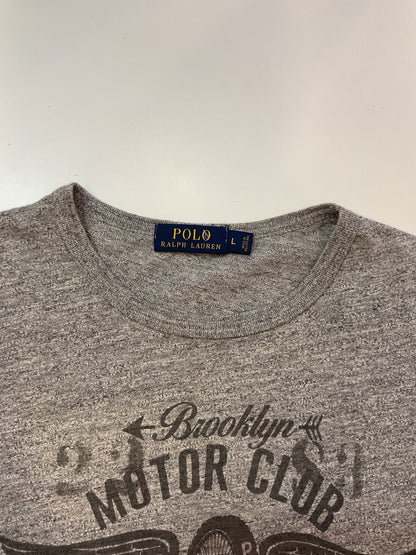 POLO
RALPH LAUREN
L
Brooklyn
MOTOR CLUB